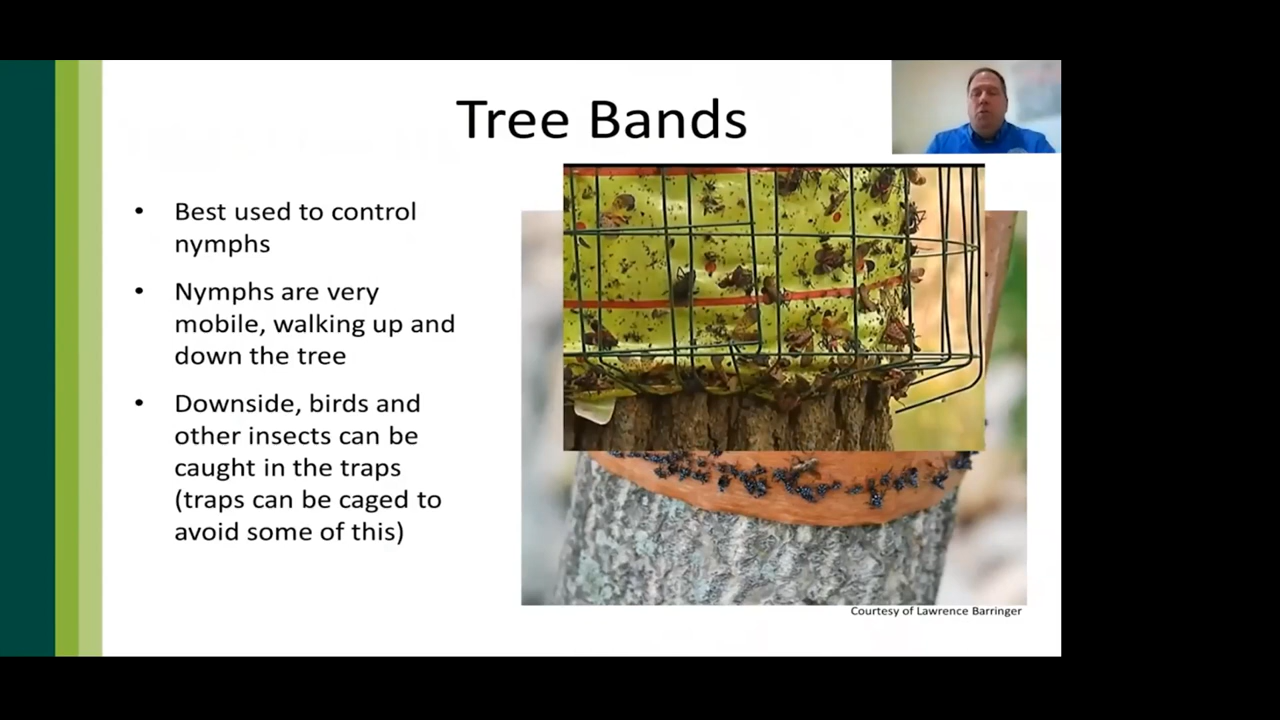 Tree Bands
• Best used to control
nymphs
• Nymphs are very
mobile, walking up and
down the tree
• Downside, birds and
other insects can be
caught in the traps
(traps can be caged to
avoid some of this)
Courtesy of Lawrence Barringer